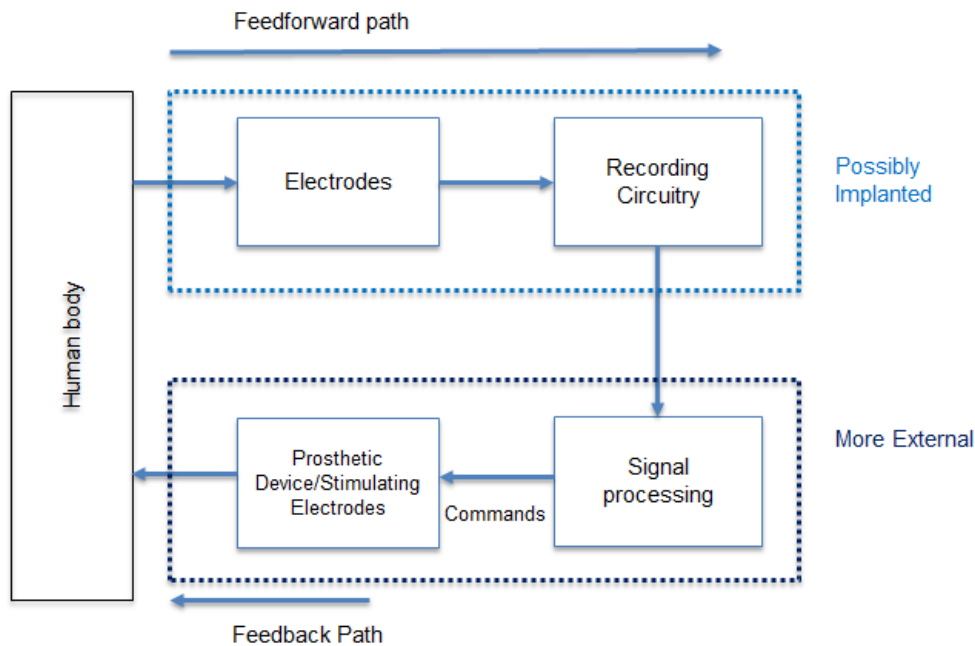 Feedforward path
Human body
Electrodes
Recording
Circuitry
Possibly
Implanted
Prosthetic
Device/Stimulating
Electrodes
Commands
Signal
processing
More External
Feedback Path